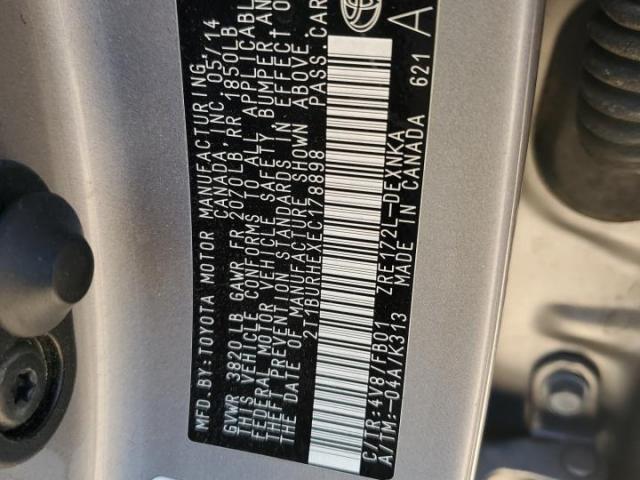 MFD.BY:TOYOTA MOTOR MANUFACTURING
CANADA, INC. 05/14
GVWR 3820LB GAWR FR 2070LB RR 1850LB
THIS VEHICLE CONFORMS TO ALL APPLICABLE
FEDERAL MOTOR VEHICLE SAFETY, BUMPER AND
THEFT PREVENTION STANDARDS IN EFFECT ON
THE DATE OF MANUFACTURE SHOWN ABOVE.
2T1BURHEXEC178898 PASS.CAR
C/TR:4V8/FB01 ZRE172L-DEXNKA
A/TM:-04A/K313 MADE IN CANADA 621
A